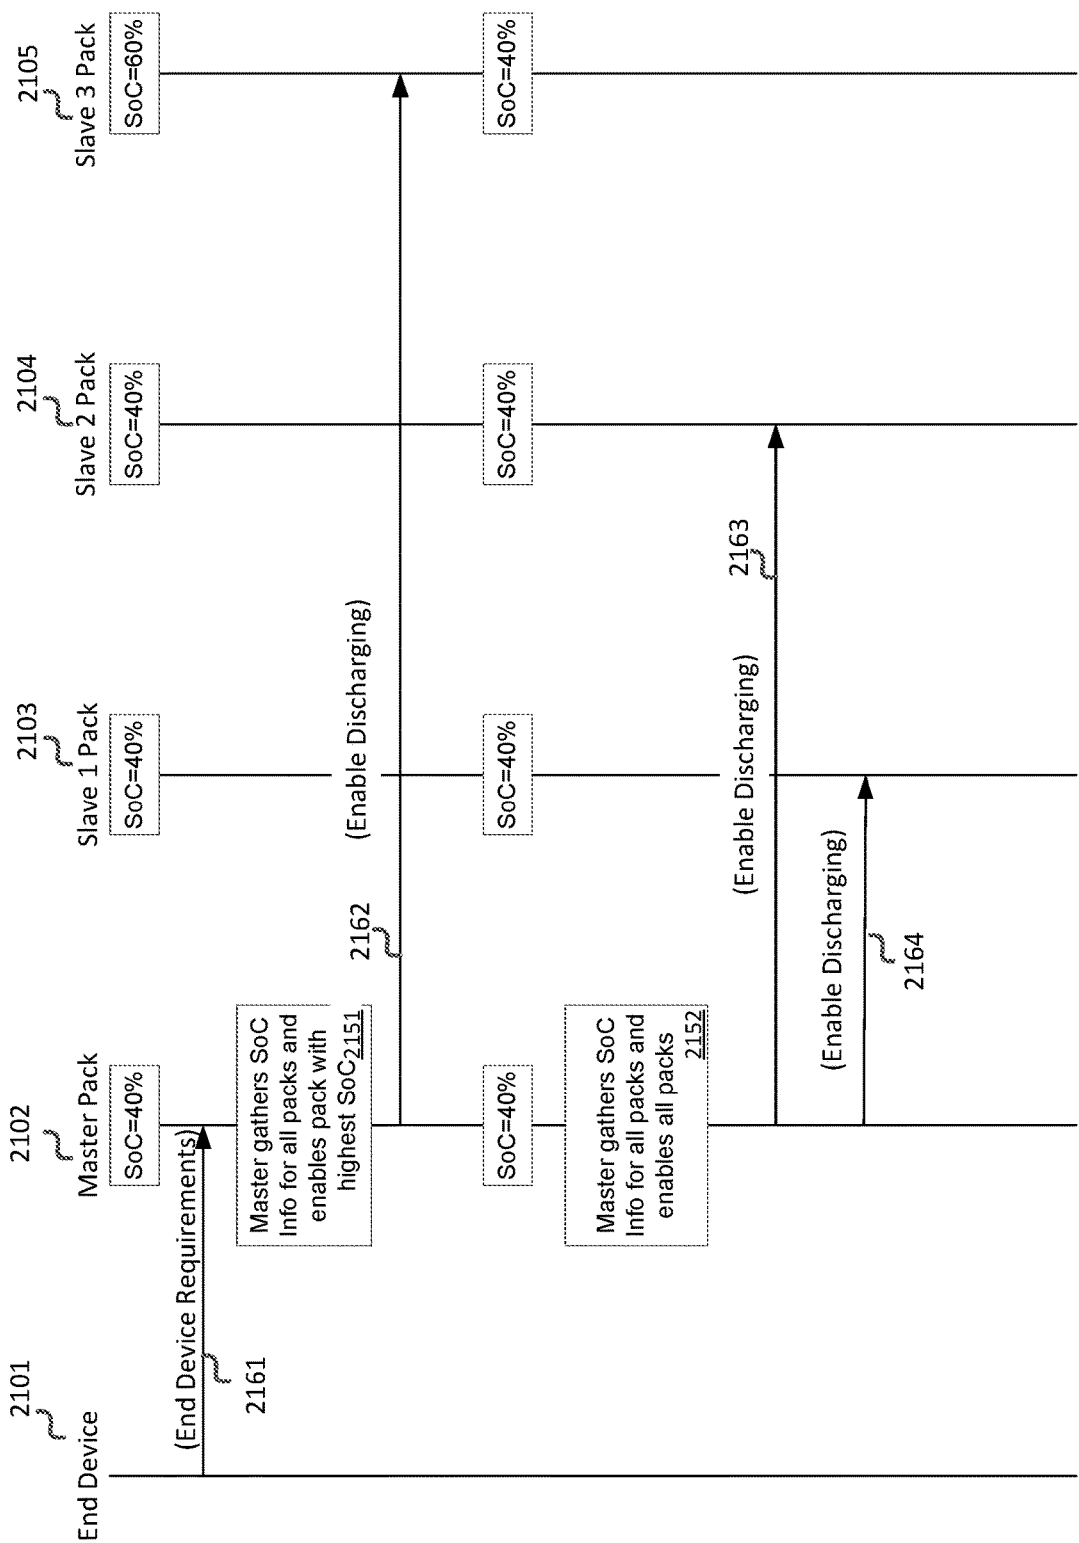 2101
End Device
2102
Master Pack
2103
Slave 1 Pack
2104
Slave 2 Pack
2105
Slave 3 Pack
SoC=40%
SoC=40%
SoC=40%
SoC=60%
(End Device Requirements)
2161
Master gathers SoC
Info for all packs and
enables pack with
highest SoC 2151
2162
(Enable Discharging)
SoC=40%
SoC=40%
SoC=40%
SoC=40%
Master gathers SoC
Info for all packs and
enables all packs
2152
(Enable Discharging)
2163
(Enable Discharging)
2164